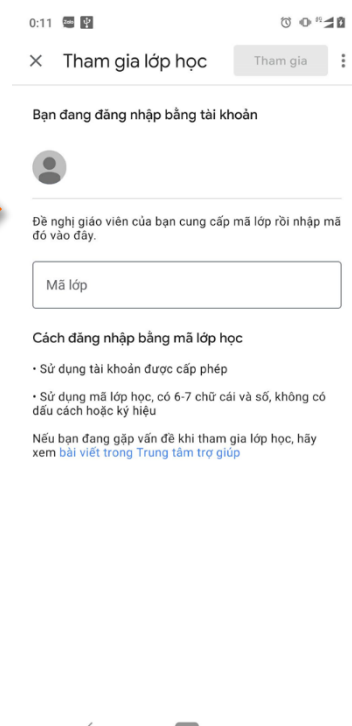 0:11
Tham gia lớp học
Tham gia
Bạn đang đăng nhập bằng tài khoản
Đề nghị giáo viên của bạn cung cấp mã lớp rồi nhập mã
đó vào đây.
Mã lớp
Cách đăng nhập bằng mã lớp học
• Sử dụng tài khoản được cấp phép
• Sử dụng mã lớp học, có 6-7 chữ cái và số, không có
dấu cách hoặc ký hiệu
Nếu bạn đang gặp vấn đề khi tham gia lớp học, hãy
xem bài viết trong Trung tâm trợ giúp